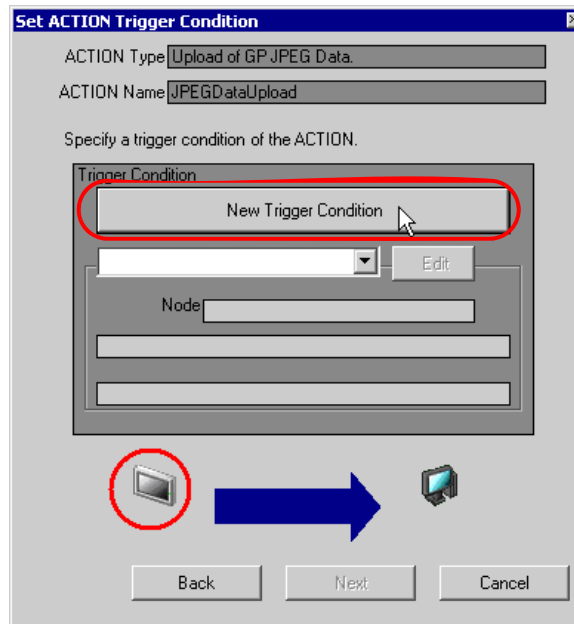 Set ACTION Trigger Condition
ACTION Type Upload of GP JPEG Data.
ACTION Name JPEGDataUpload
Specify a trigger condition of the ACTION.
Trigger Condition
New Trigger Condition
Edit
Node
Back Next Cancel